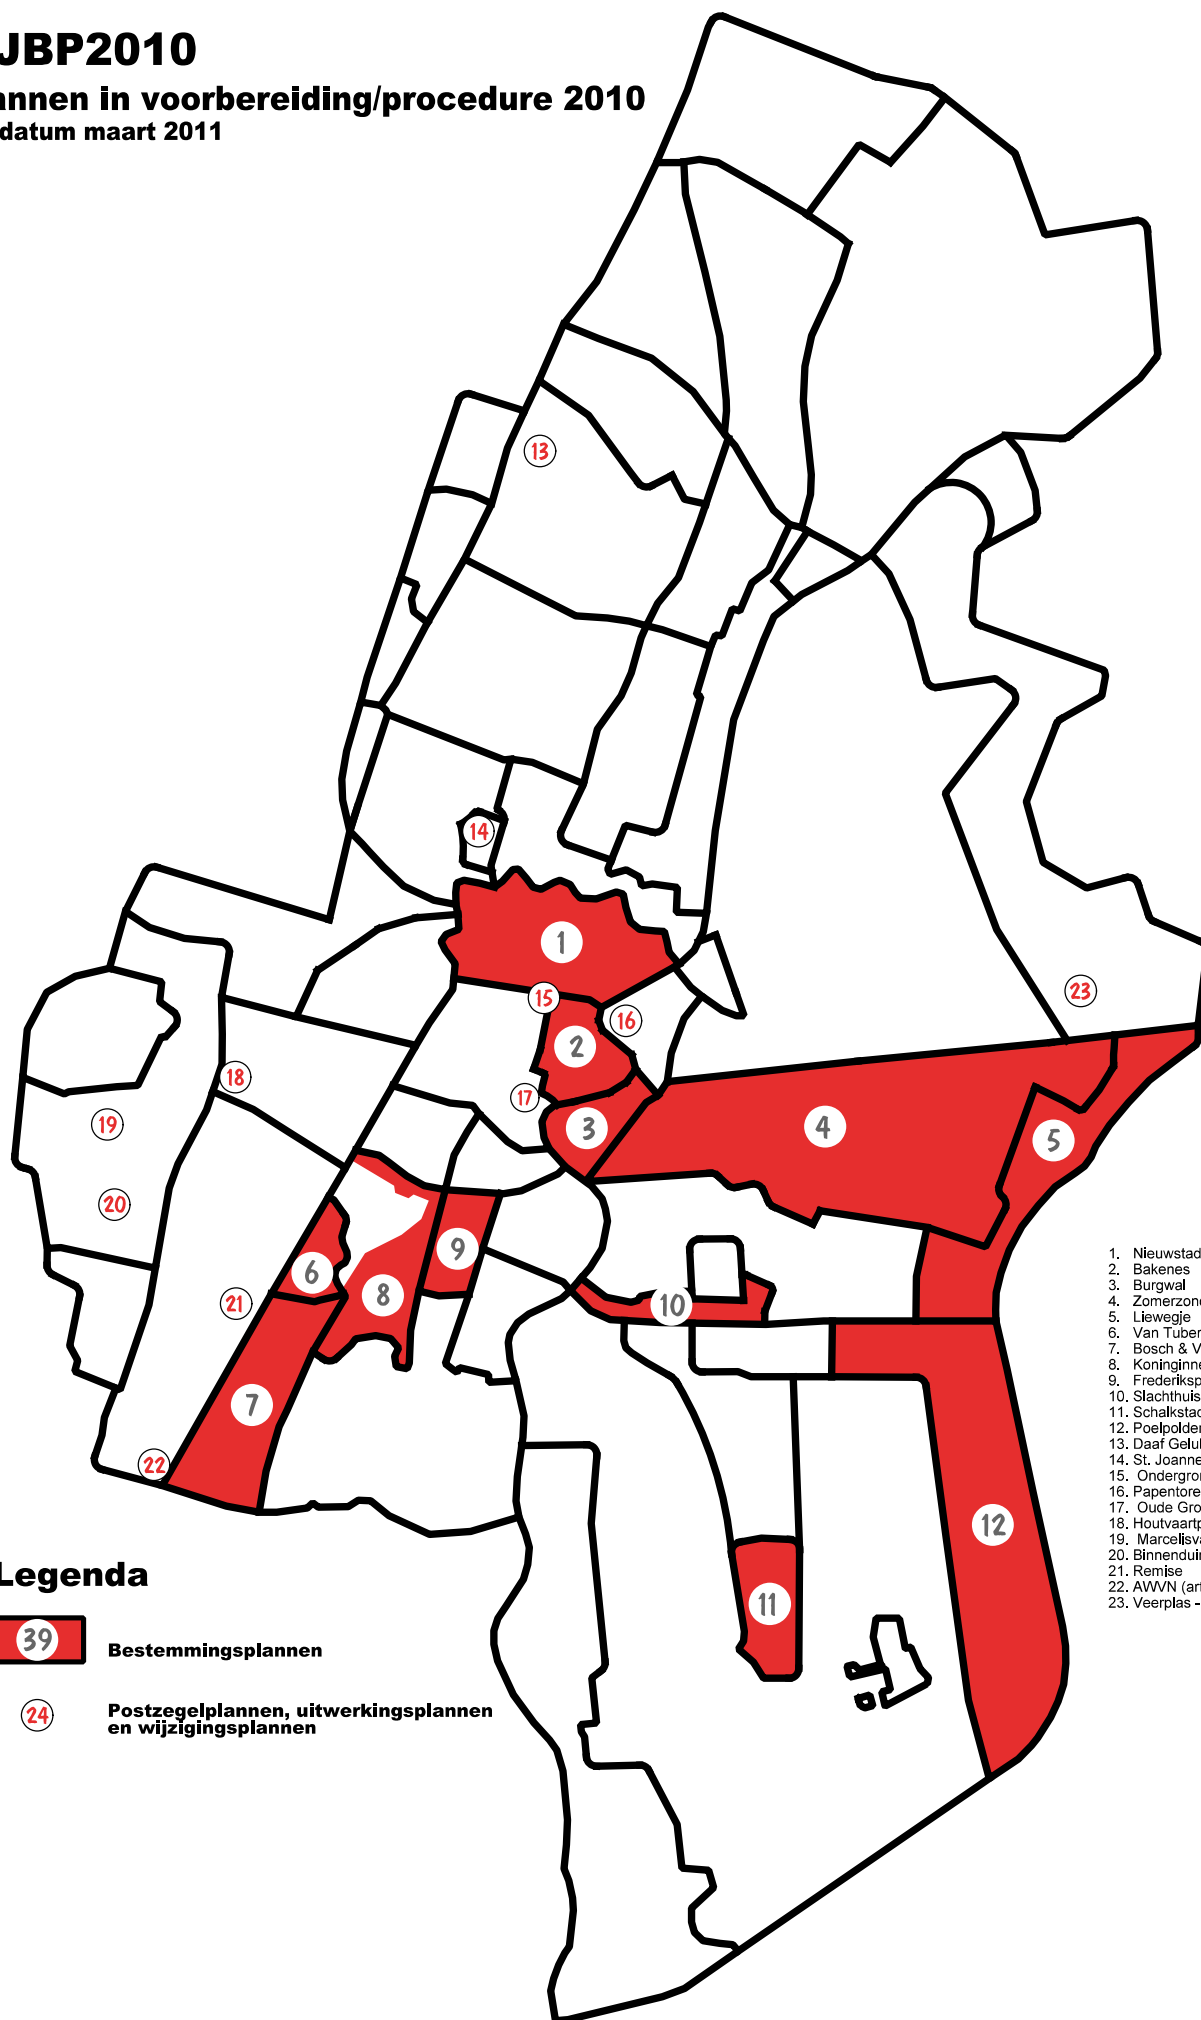 JBP2010
annen in voorbereiding/procedure 2010
datum maart 2011
13
14
1
15
16
23
2
18
17
19
3
4
5
20
9
6
21
8
10
7
22
12
11
1. Nieuwstad
2. Bakenes
3. Burgwal
4. Zomerzon
5. Liewegje
6. Van Tuber
7. Bosch & V
8. Koninginne
9. Frederiksp
10. Slachthuis
11. Schalkstad
12. Poelpolder
13. Daaf Gelu
14. St. Joanne
15. Ondergron
16. Papentore
17. Oude Gro
18. Houtvaartp
19. Marcelisva
20. Binnendui
21. Remise
22. AWVN (ar
23. Veerplas -
Legenda
39 Bestemmingsplannen
24 Postzegelplannen, uitwerkingsplannen
en wijzigingsplannen